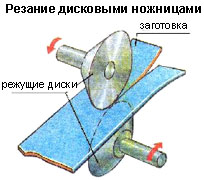 Резание дисковыми ножницами
заготовка
режущие диски